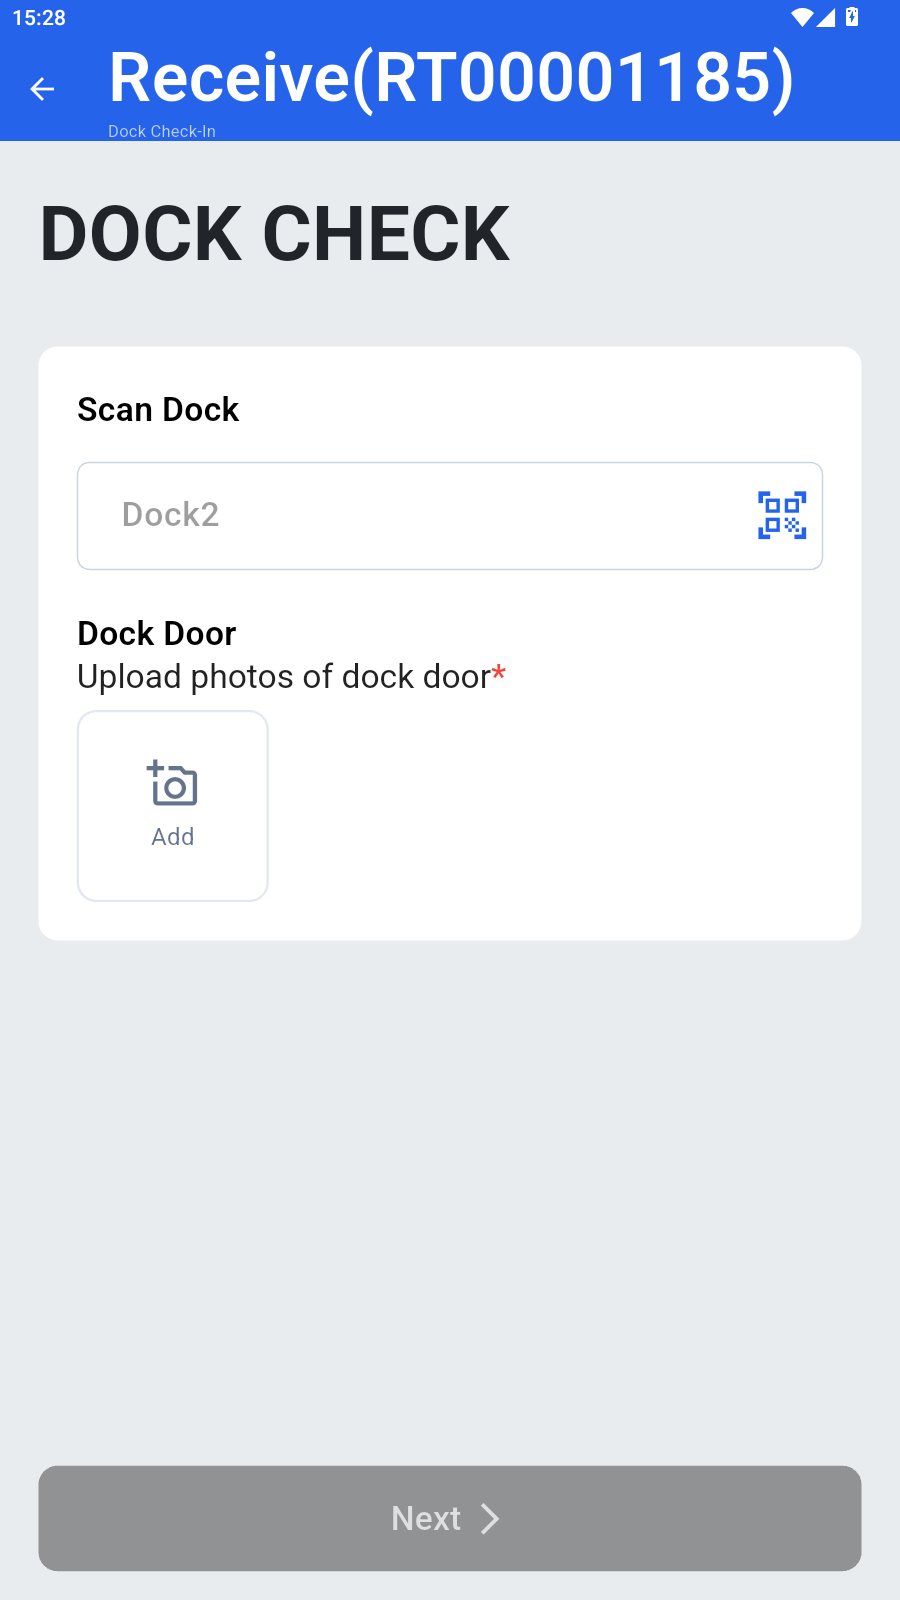 15:28
Receive(RT00001185)
Dock Check-In
DOCK CHECK
Scan Dock
Dock2
Dock Door
Upload photos of dock door*
Add
Next